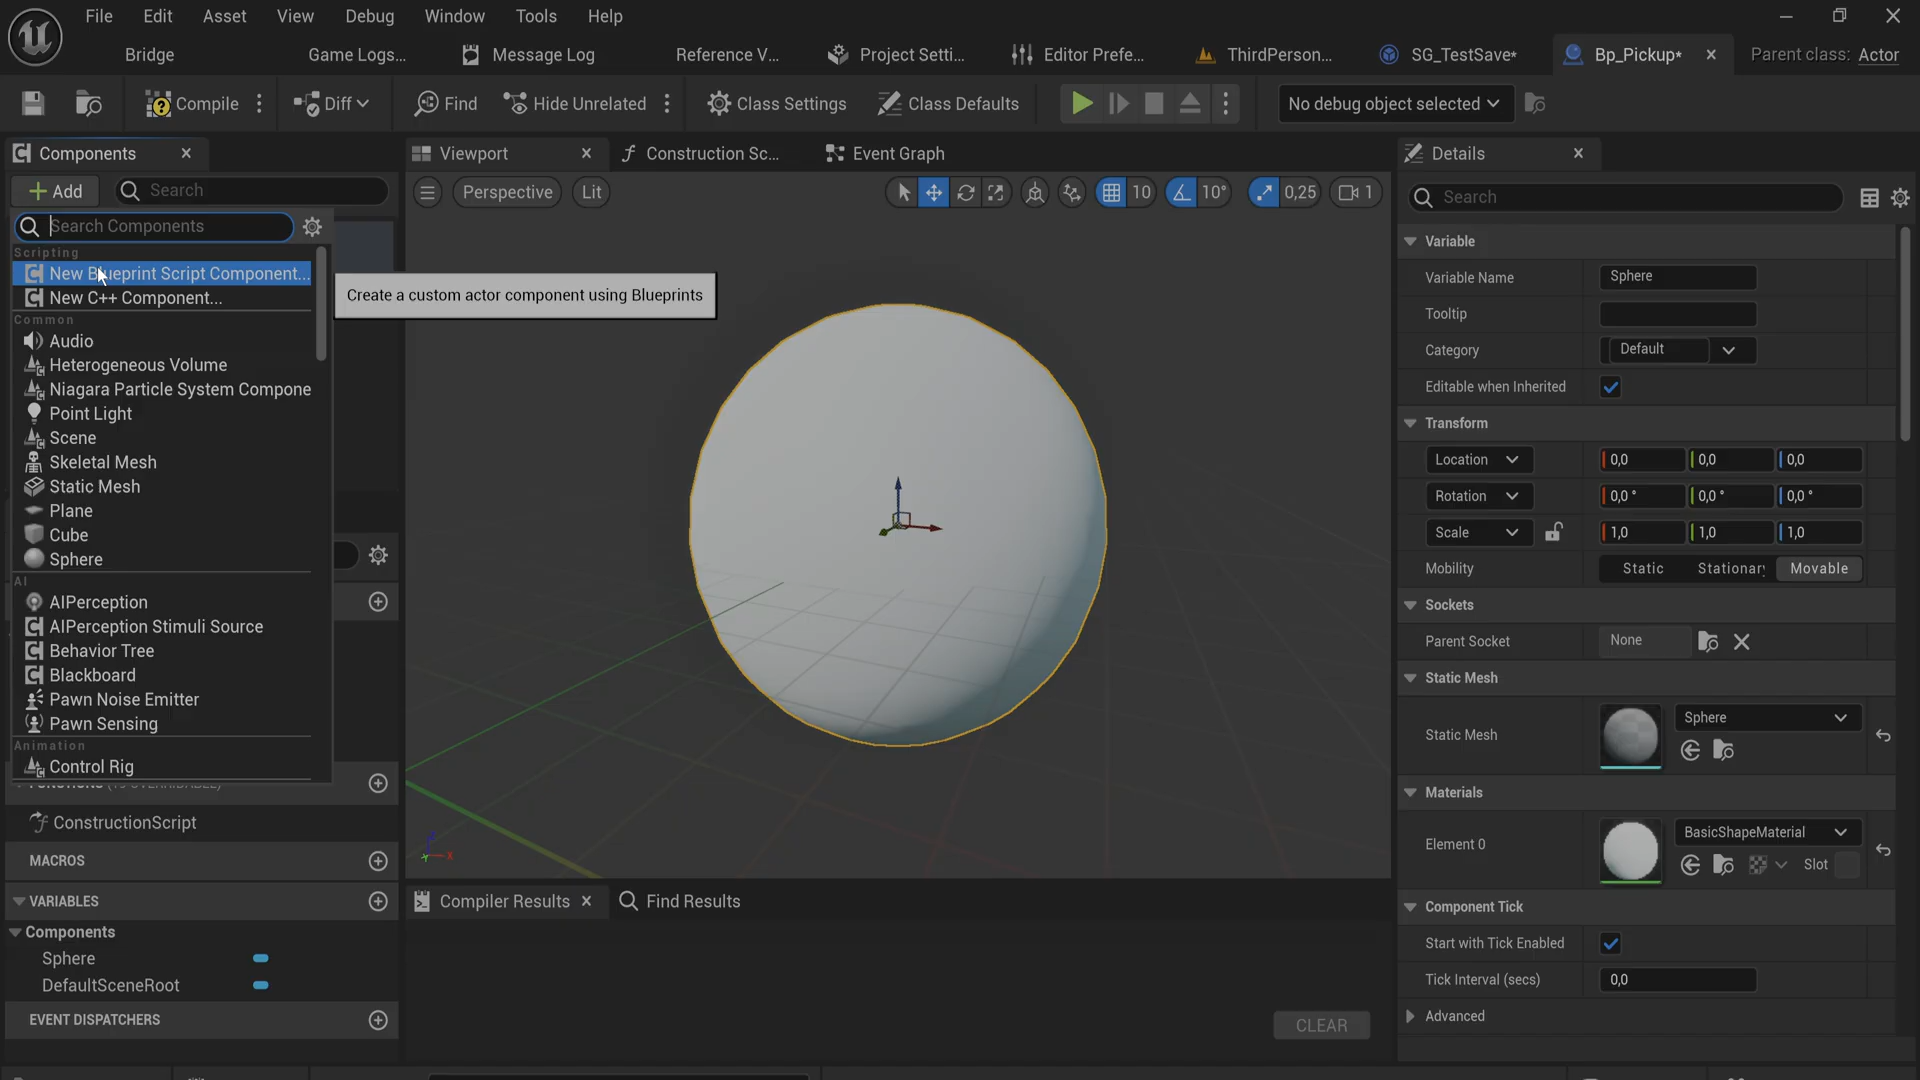 File Edit Asset View Debug Window Tools Help
Bridge Game Logs... Message Log Reference V... Project Setti... Editor Prefe... ThirdPerson... SG_TestSave* Bp_Pickup* Parent class: Actor
Compile Diff Find Hide Unrelated Class Settings Class Defaults No debug object selected
Components Viewport Construction Sc... Event Graph Details
Add Search Perspective Lit 10 10° 0,25 1 Search
Search Components
Scripting
New Blueprint Script Component...
New C++ Component...
Create a custom actor component using Blueprints
Common
Audio
Heterogeneous Volume
Niagara Particle System Compone
Point Light
Scene
Skeletal Mesh
Static Mesh
Plane
Cube
Sphere
AI
AIPerception
AIPerception Stimuli Source
Behavior Tree
Blackboard
Pawn Noise Emitter
Pawn Sensing
Animation
Control Rig
ConstructionScript
MACROS
VARIABLES
Components
Sphere
DefaultSceneRoot
EVENT DISPATCHERS
Compiler Results Find Results
CLEAR
Variable
Variable Name Sphere
Tooltip
Category Default
Editable when Inherited
Transform
Location 0,0 0,0 0,0
Rotation 0,0 ° 0,0 ° 0,0 °
Scale 1,0 1,0 1,0
Mobility Static Stationary Movable
Sockets
Parent Socket None
Static Mesh
Static Mesh Sphere
Materials
Element 0 BasicShapeMaterial
Slot
Component Tick
Start with Tick Enabled
Tick Interval (secs) 0,0
Advanced